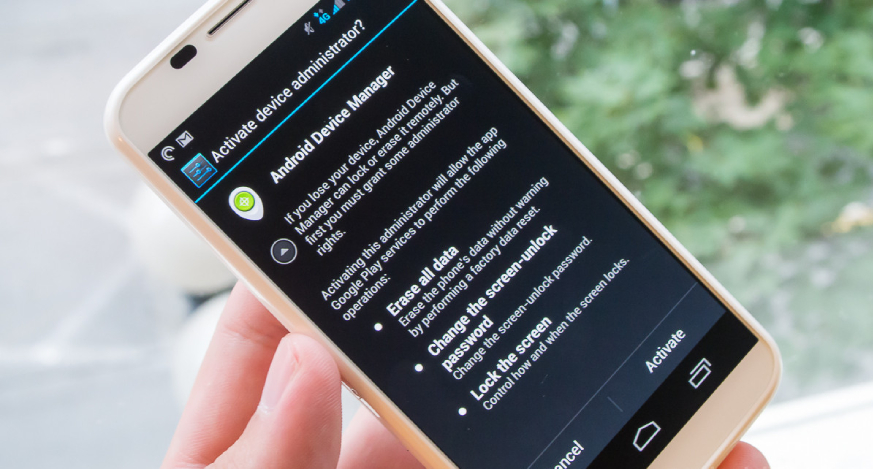 4G
Activate device administrator?
Android Device Manager
If you lose your device, Android Device
Manager can lock or erase it remotely. But
first you must grant some administrator
rights.
Activating this administrator will allow the app
Google Play services to perform the following
operations:
• Erase all data
Erase the phone's data without warning
by performing a factory data reset.
• Change the screen-unlock
password
Change the screen-unlock password.
• Lock the screen
Control how and when the screen locks.
Activate